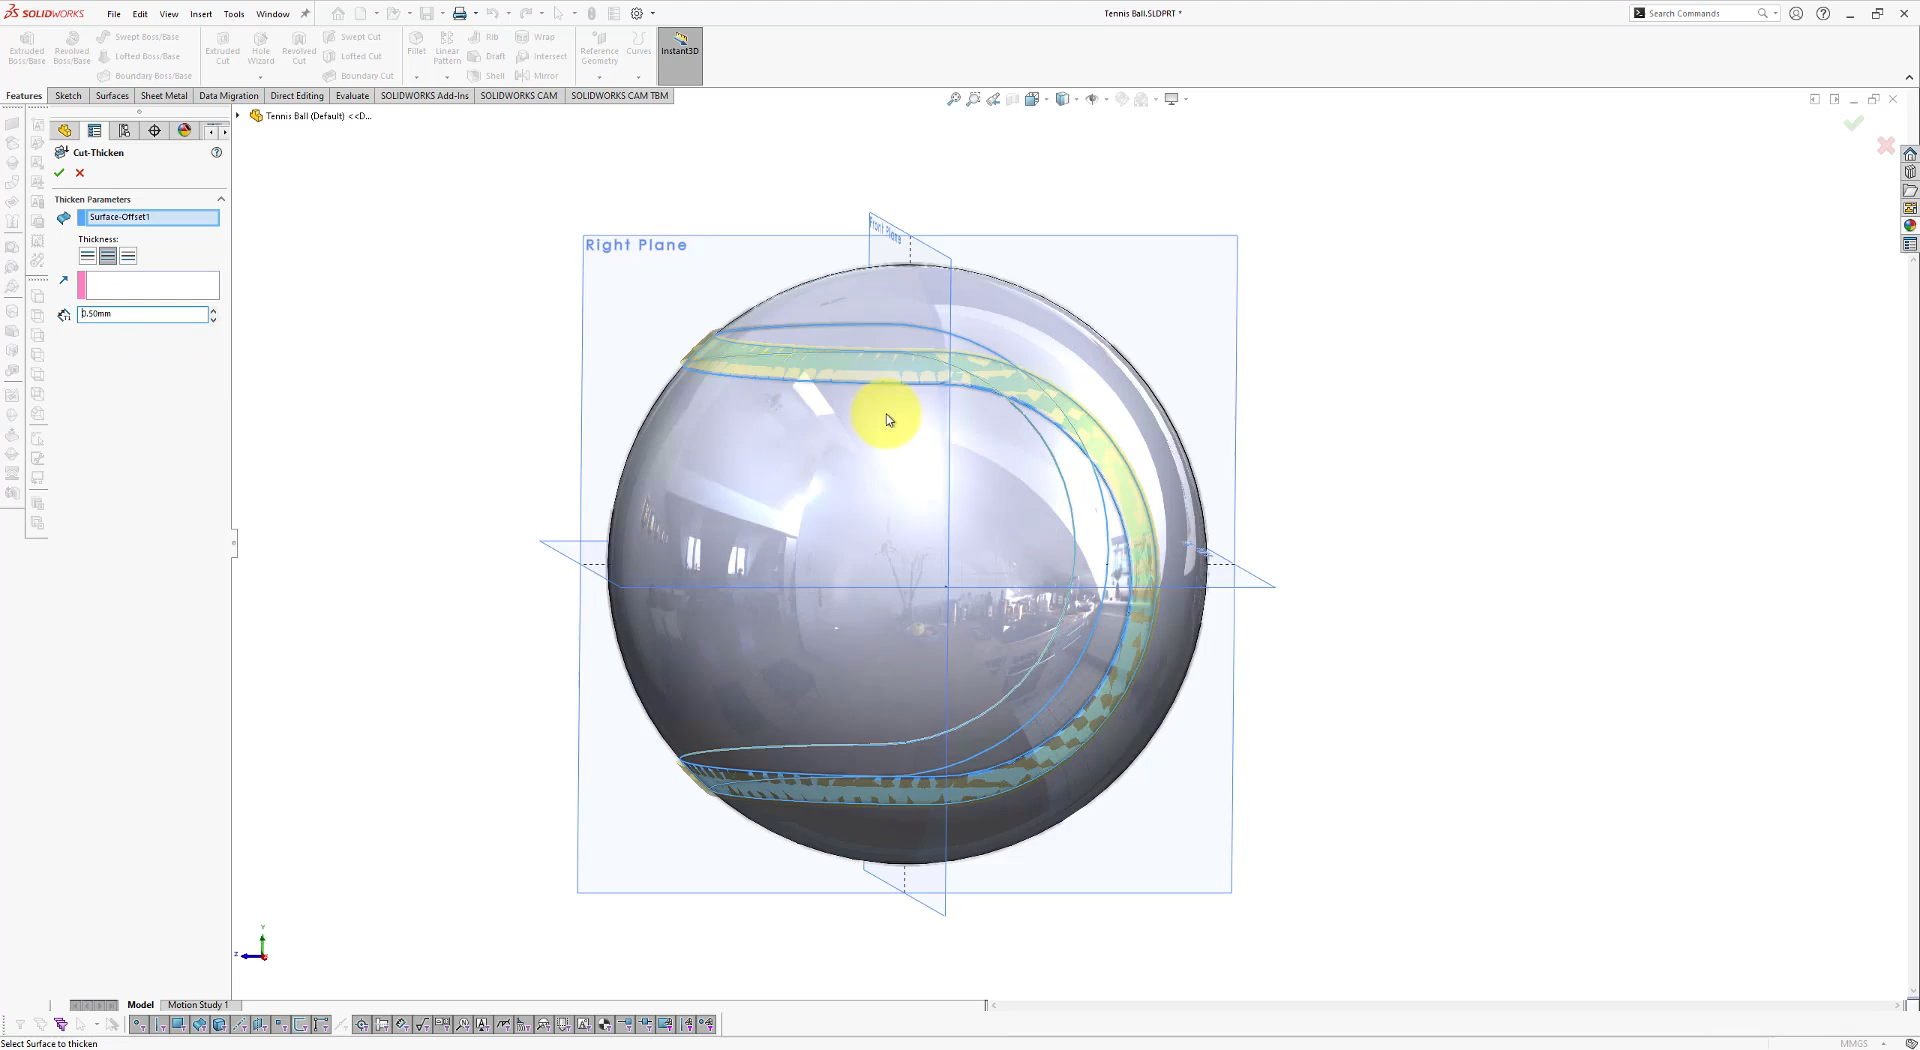 SOLIDWORKS File Edit View Insert Tools Window
Tennis Ball.SLDPRT *
Search Commands
Extruded Boss/Base
Revolved Boss/Base
Swept Boss/Base
Lofted Boss/Base
Boundary Boss/Base
Extruded Cut
Hole Wizard
Revolved Cut
Swept Cut
Lofted Cut
Boundary Cut
Fillet
Linear Pattern
Rib
Draft
Shell
Wrap
Intersect
Mirror
Reference Geometry
Curves
Instant3D
Features Sketch Surfaces Sheet Metal Data Migration Direct Editing Evaluate SOLIDWORKS Add-Ins SOLIDWORKS CAM SOLIDWORKS CAM TBM
Tennis Ball (Default) <<D...
Cut-Thicken
Thicken Parameters
Surface-Offset1
Thickness:
0.50mm
Front Plane
Right Plane
Y
Z
Model Motion Study 1
Select Surface to thicken
MMGS